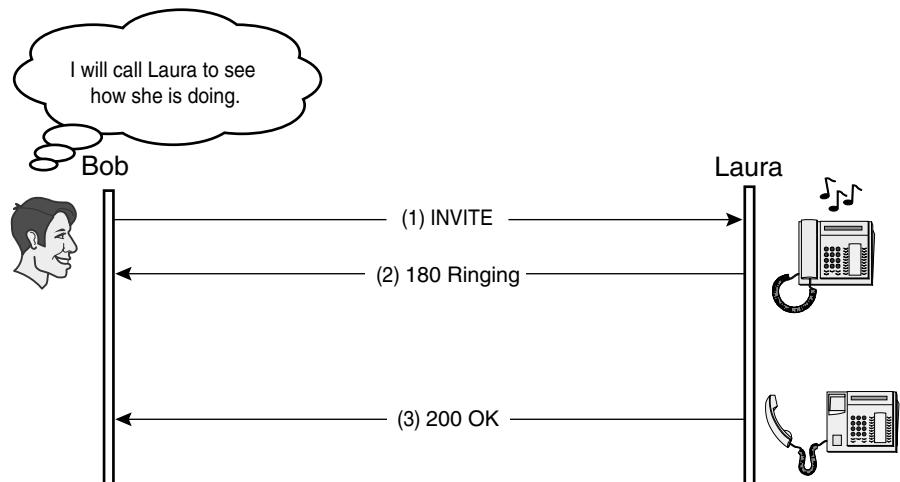 I will call Laura to see
how she is doing.
Bob
Laura
(1) INVITE
(2) 180 Ringing
(3) 200 OK